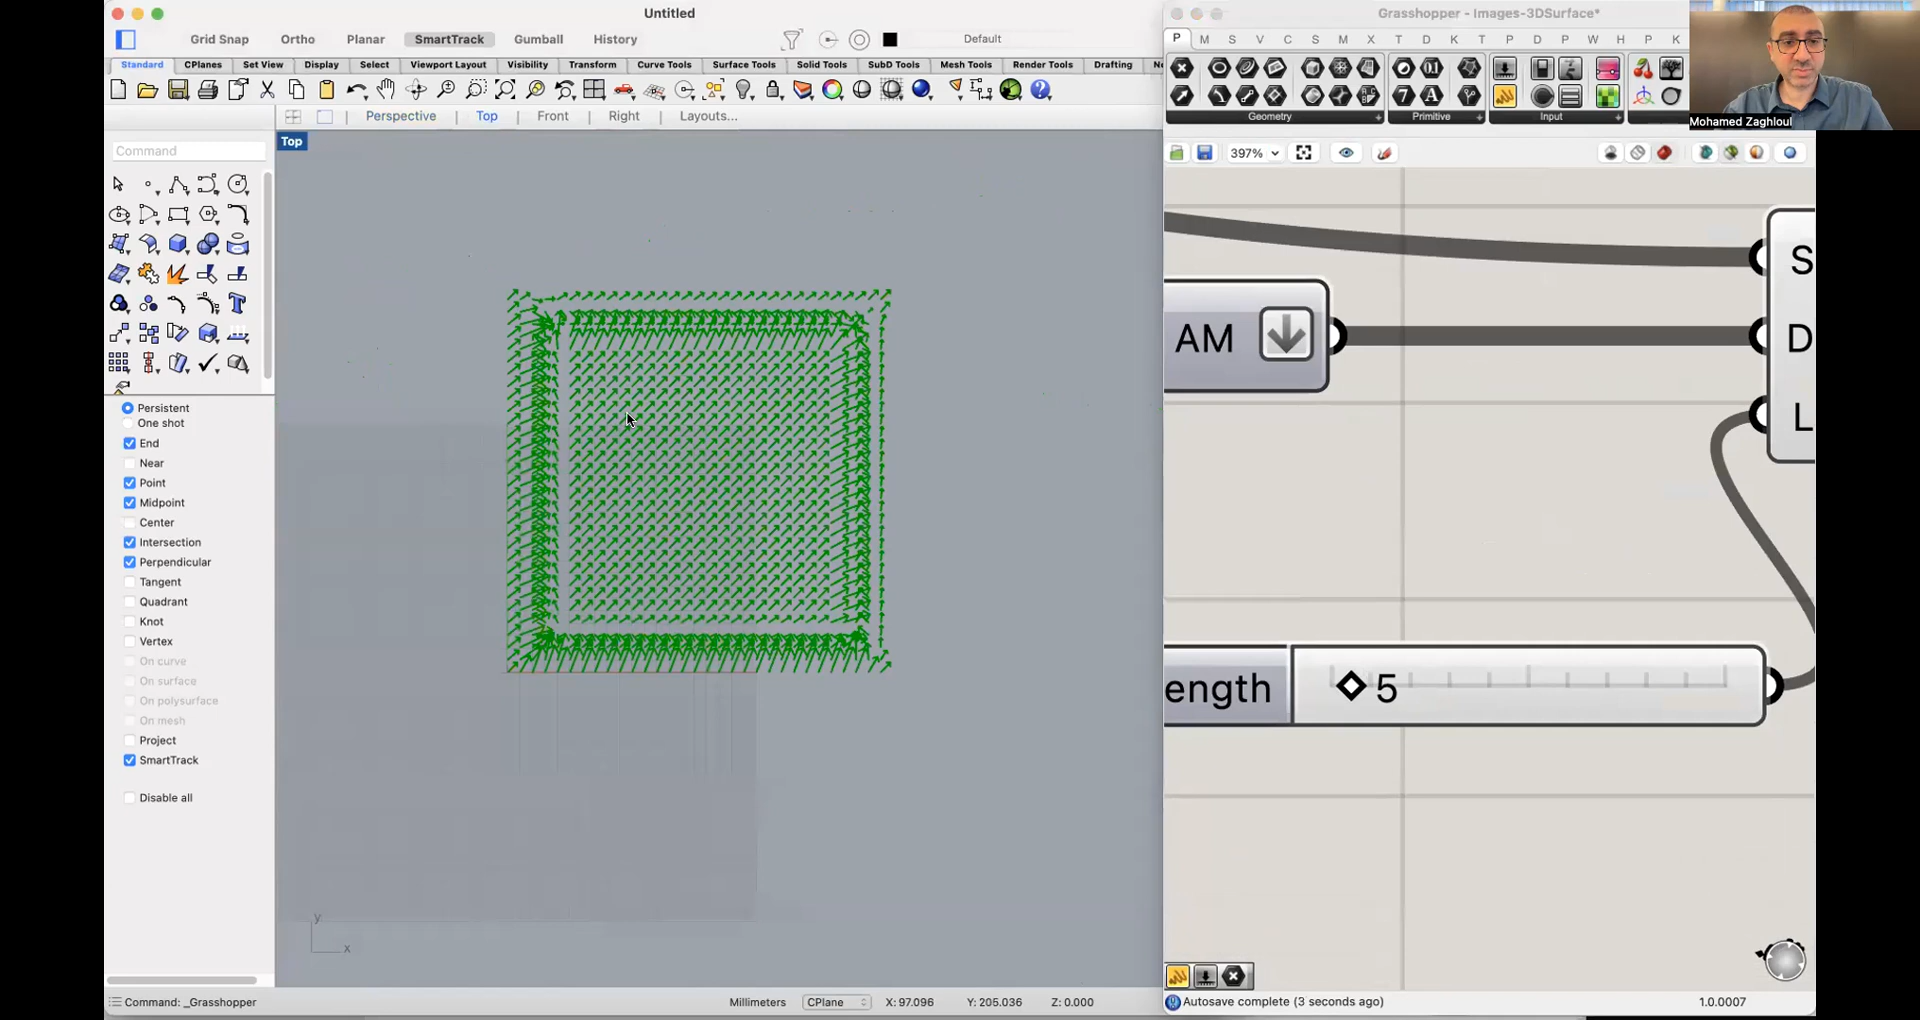 Untitled
Grasshopper - Images-3DSurface*
Grid Snap Ortho Planar SmartTrack Gumball History Default
P M S V C S M X T D K T P D P W H P K
Standard CPlanes Set View Display Select Viewport Layout Visibility Transform Curve Tools Surface Tools Solid Tools SubD Tools Mesh Tools Render Tools Drafting
Geometry Primitive Input
Mohamed Zaghloul
Perspective Top Front Right Layouts...
Top
Command
397%
S
AM D
L
ength 5
Persistent
One shot
End
Near
Point
Midpoint
Center
Intersection
Perpendicular
Tangent
Quadrant
Knot
Vertex
On curve
On surface
On polysurface
On mesh
Project
SmartTrack
Disable all
y
x
Command: _Grasshopper
Millimeters CPlane X: 97.096 Y: 205.036 Z: 0.000
Autosave complete (3 seconds ago) 1.0.0007